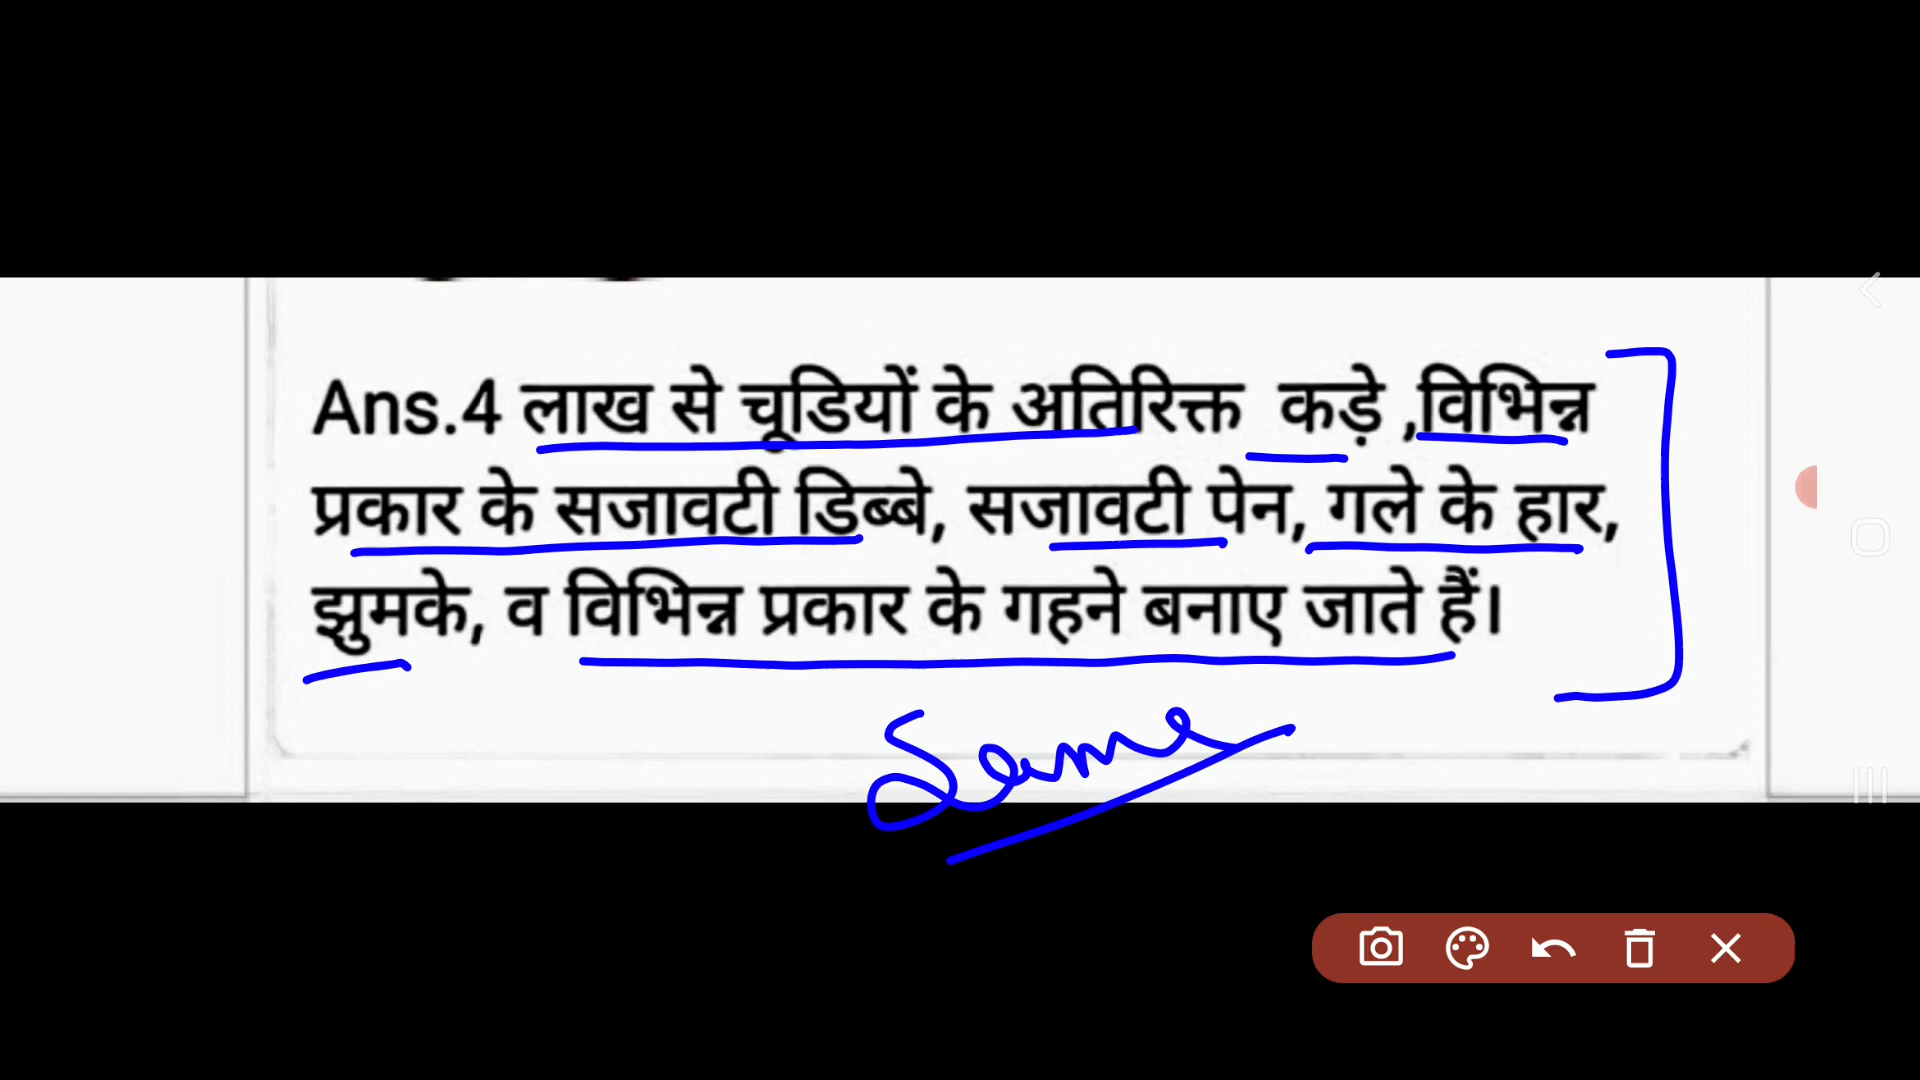 Ans.4 लाख से चूडियों के अतिरिक्त कड़े ,विभिन्न
प्रकार के सजावटी डिब्बे, सजावटी पेन, गले के हार,
झुमके, व विभिन्न प्रकार के गहने बनाए जाते हैं।
Same